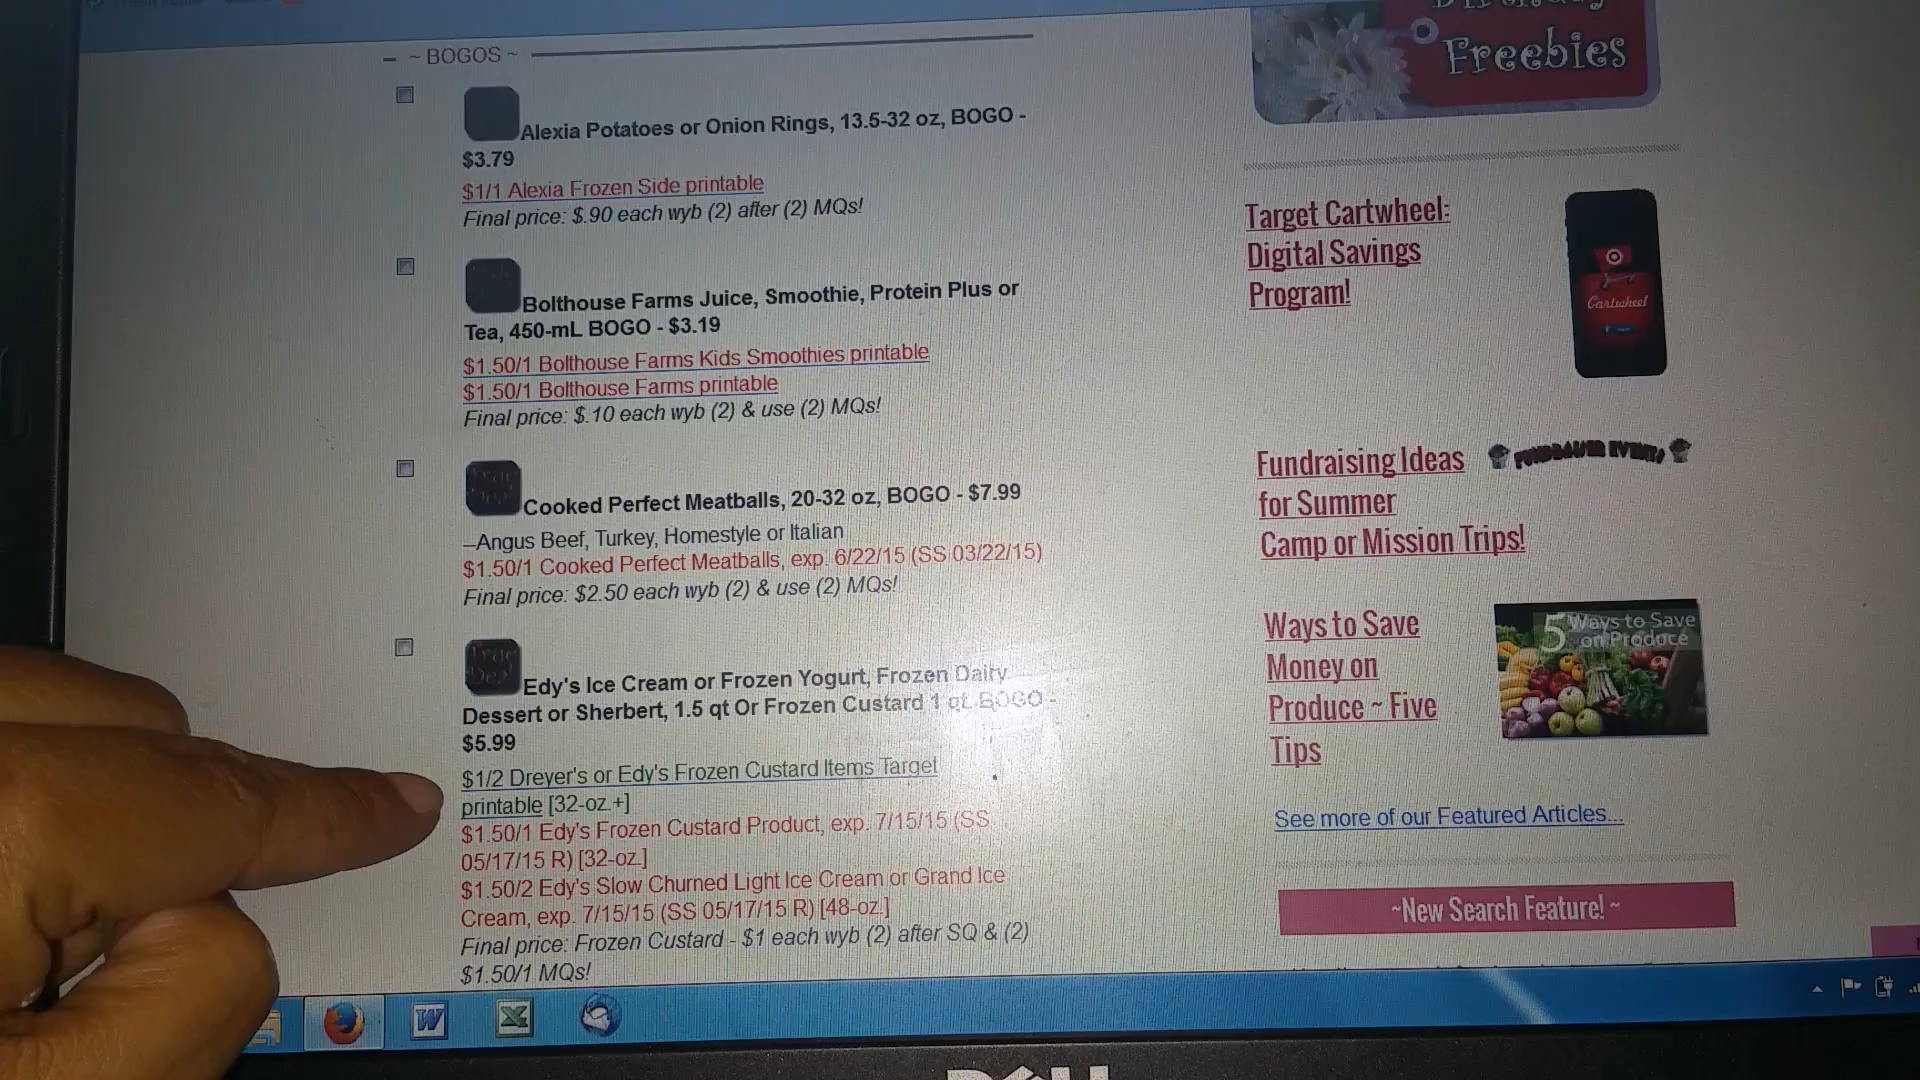 ~ BOGOS ~
Alexia Potatoes or Onion Rings, 13.5-32 oz, BOGO -
$3.79
$1/1 Alexia Frozen Side printable
Final price: $.90 each wyb (2) after (2) MQs!
Bolthouse Farms Juice, Smoothie, Protein Plus or
Tea, 450-mL BOGO - $3.19
$1.50/1 Bolthouse Farms Kids Smoothies printable
$1.50/1 Bolthouse Farms printable
Final price: $.10 each wyb (2) & use (2) MQs!
Cooked Perfect Meatballs, 20-32 oz, BOGO - $7.99
–Angus Beef, Turkey, Homestyle or Italian
$1.50/1 Cooked Perfect Meatballs, exp. 6/22/15 (SS 03/22/15)
Final price: $2.50 each wyb (2) & use (2) MQs!
Edy's Ice Cream or Frozen Yogurt, Frozen Dairy
Dessert or Sherbert, 1.5 qt Or Frozen Custard 1 qt. BOGO -
$5.99
$1/2 Dreyer's or Edy's Frozen Custard Items Target
printable [32-oz.+]
$1.50/1 Edy's Frozen Custard Product, exp. 7/15/15 (SS
05/17/15 R) [32-oz.]
$1.50/2 Edy's Slow Churned Light Ice Cream or Grand Ice
Cream, exp. 7/15/15 (SS 05/17/15 R) [48-oz.]
Final price: Frozen Custard - $1 each wyb (2) after SQ & (2)
$1.50/1 MQs!
Freebies
Target Cartwheel:
Digital Savings
Program!
Cartwheel
Fundraising Ideas
for Summer
Camp or Mission Trips!
FUNDRAISER EVENTS
Ways to Save
Money on
Produce ~ Five
Tips
5 Ways to Save
on Produce
See more of our Featured Articles...
~New Search Feature! ~
W
X
DELL